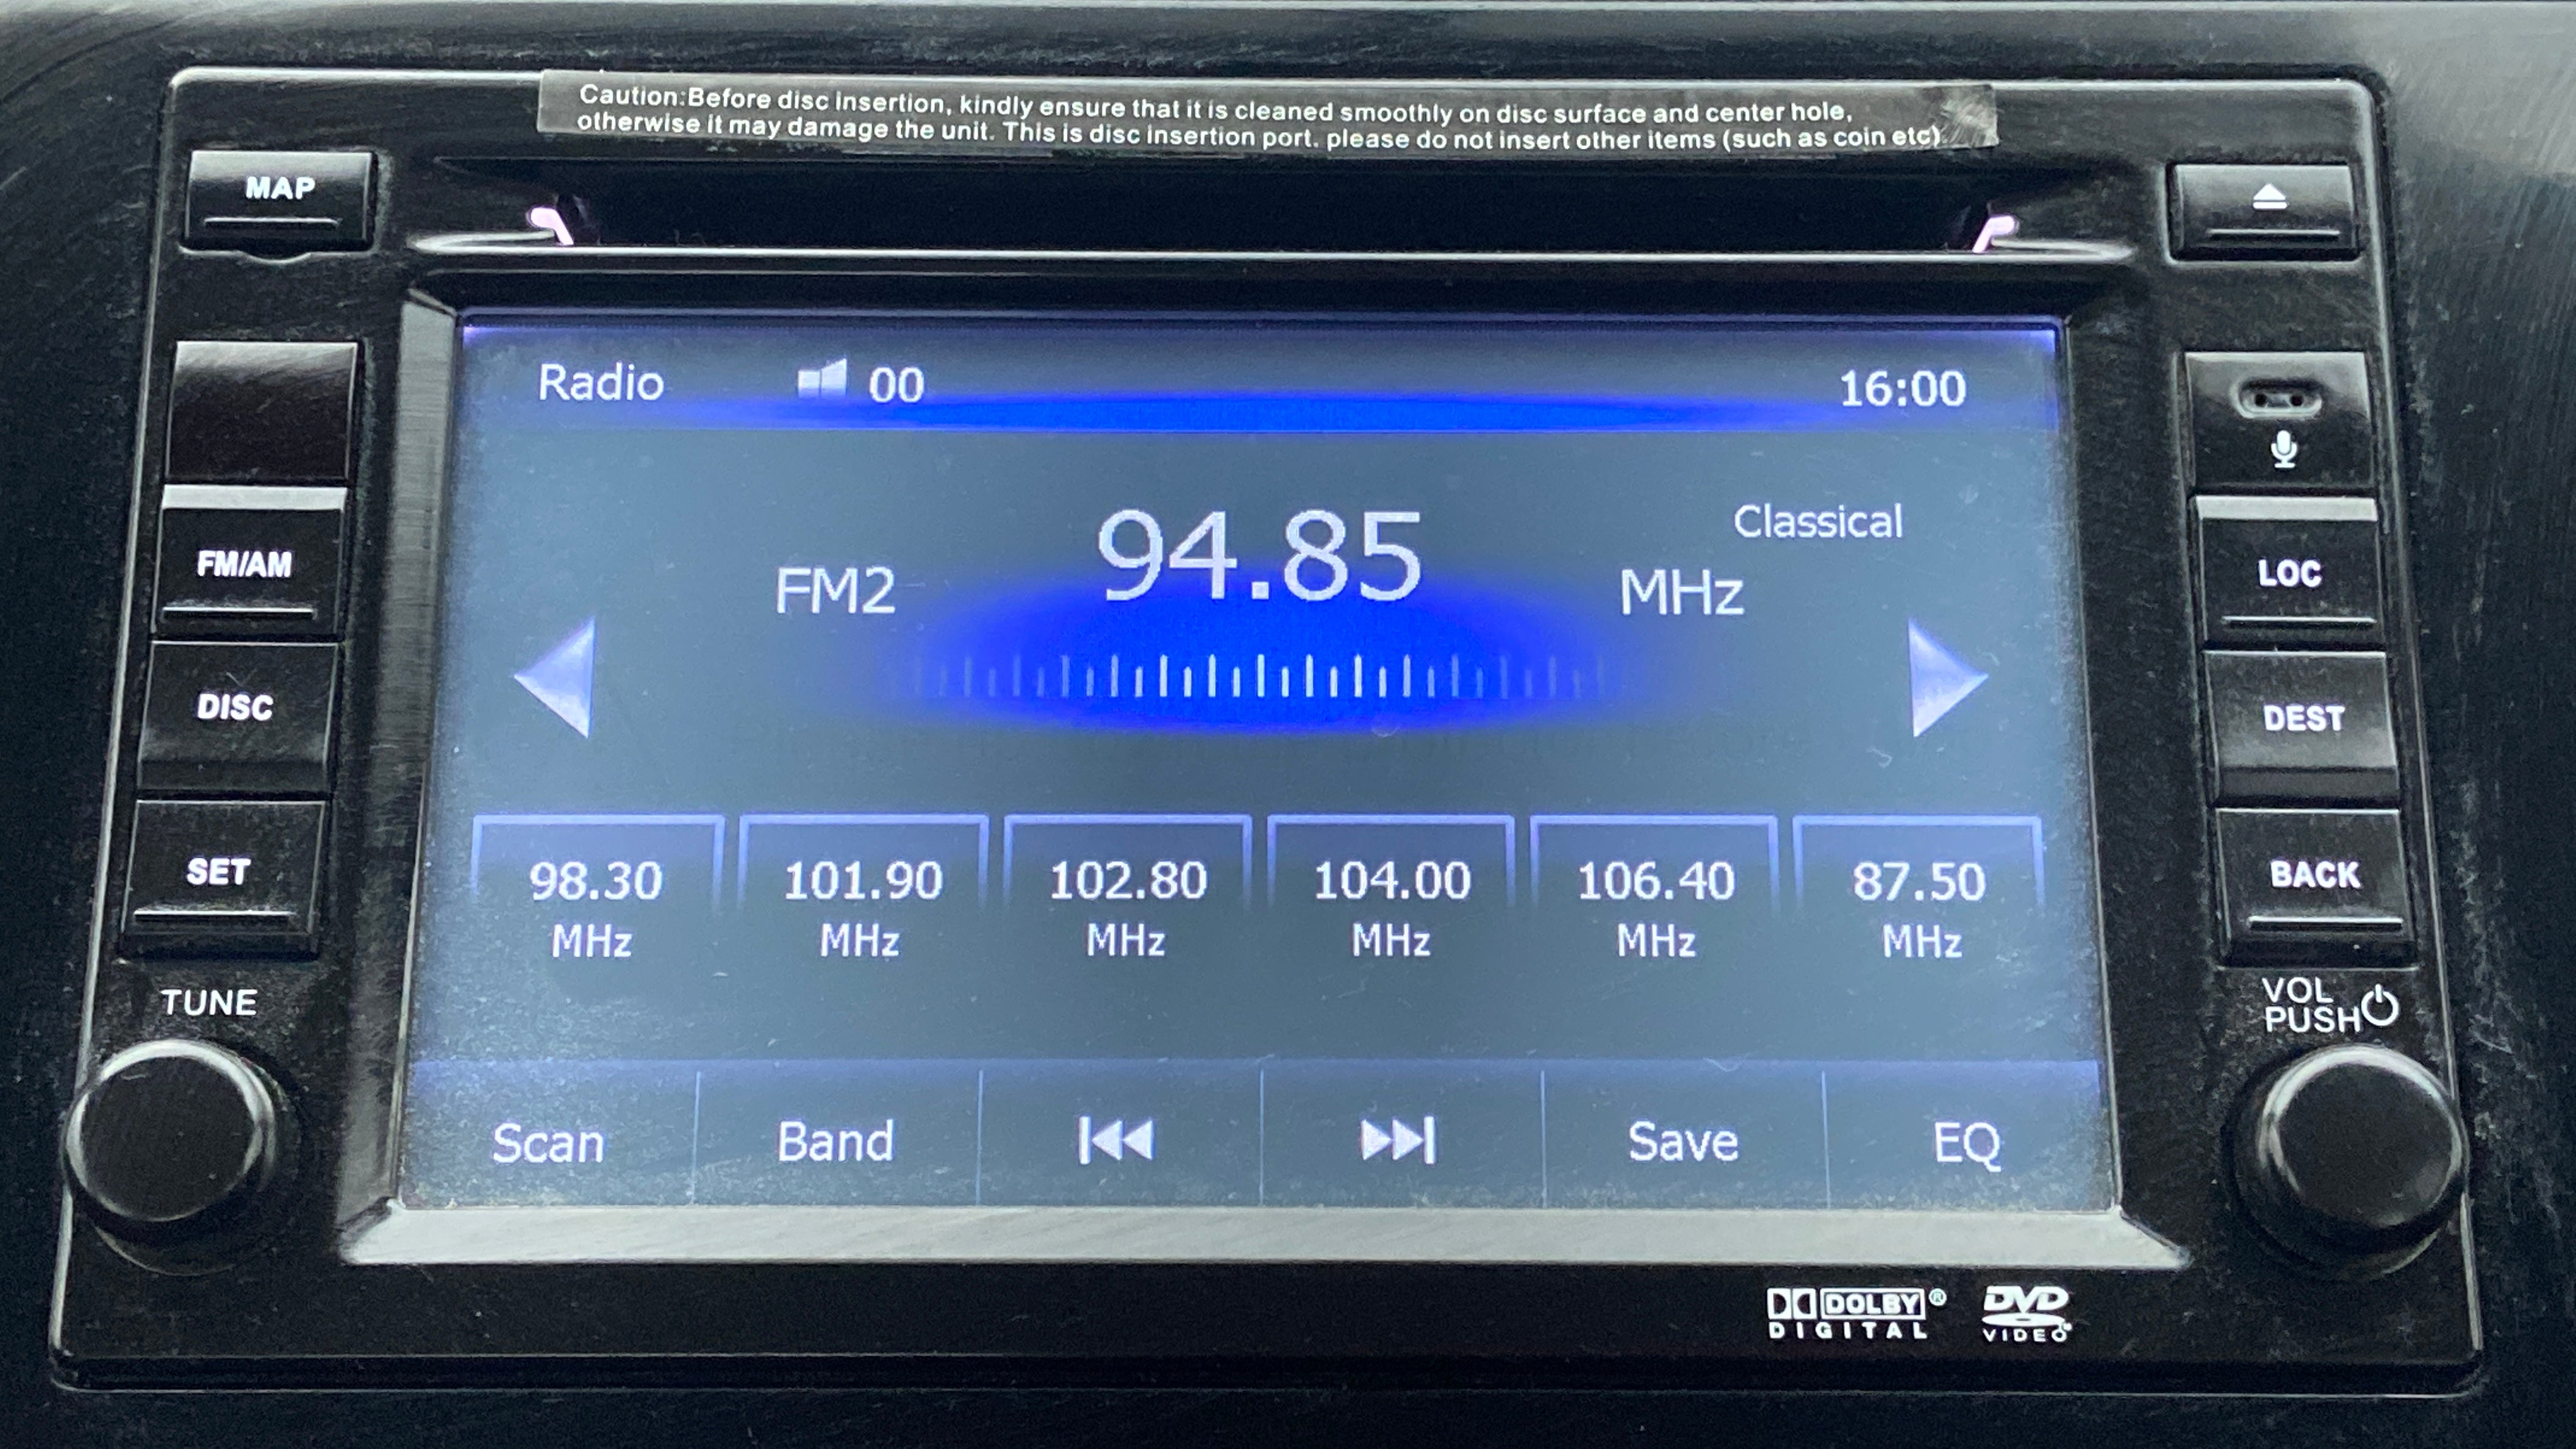 Caution:Before disc insertion, kindly ensure that it is cleaned smoothly on disc surface and center hole,
otherwise it may damage the unit. This is disc insertion port, please do not insert other items (such as coin etc).
MAP
Radio 00 16:00
94.85
Classical
FM2 MHz
FM/AM
LOC
DISC
DEST
98.30 101.90 102.80 104.00 106.40 87.50
MHz MHz MHz MHz MHz MHz
SET
BACK
TUNE
VOL
PUSH
Scan Band Save EQ
DOLBY®
DIGITAL
DVD
VIDEO